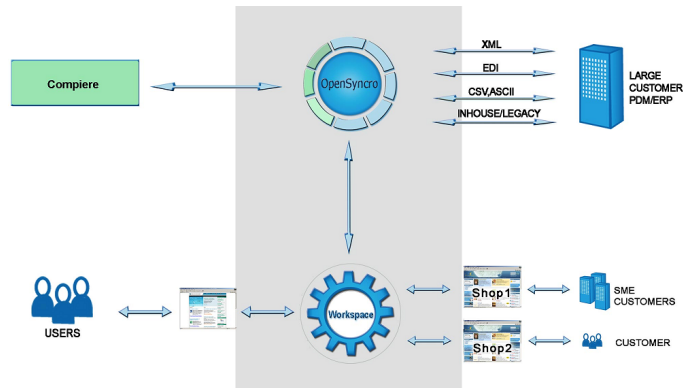 Compiere
OpenSyncro
XML
EDI
CSV,ASCII
INHOUSE/LEGACY
LARGE
CUSTOMER
PDM/ERP
USERS
Workspace
Shop1
SME
CUSTOMERS
Shop2
CUSTOMER